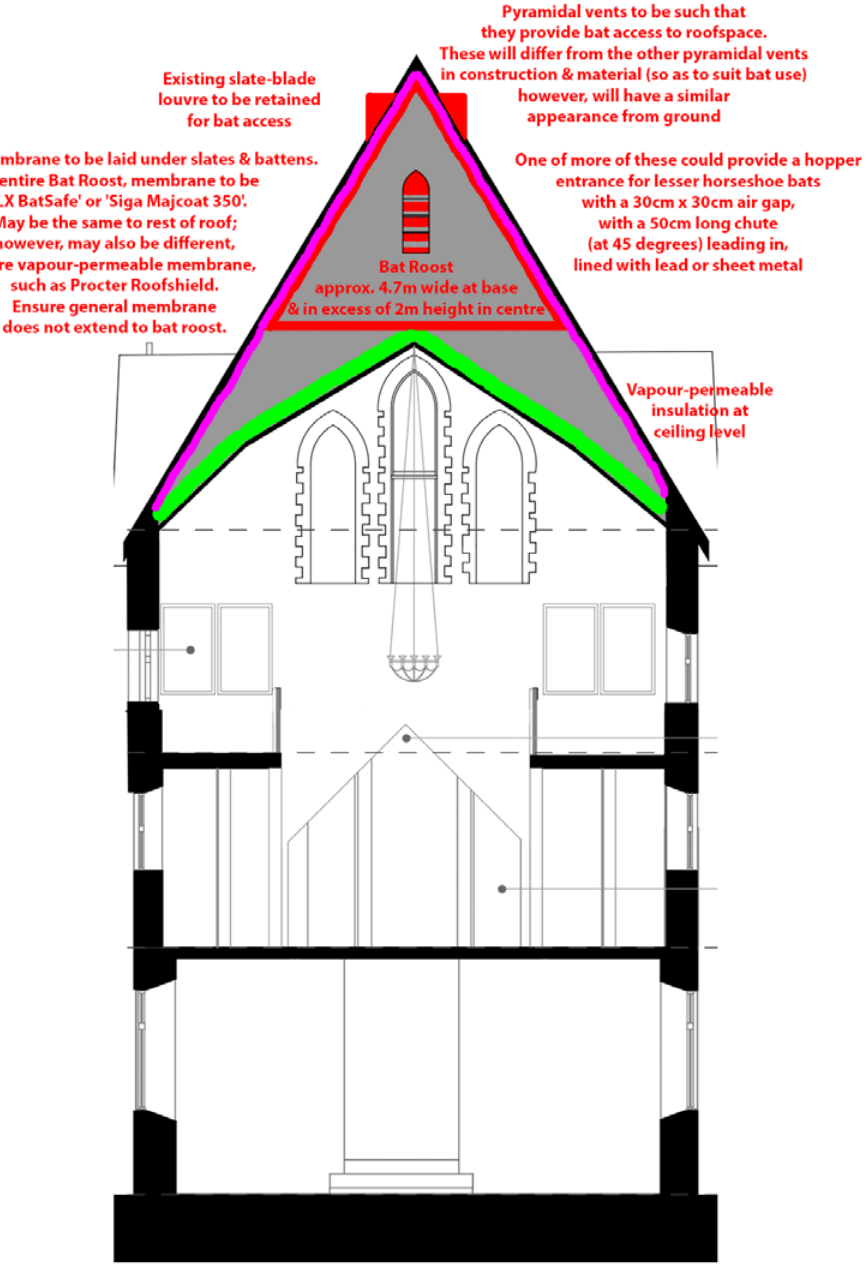 Pyramidal vents to be such that
they provide bat access to roofspace.
These will differ from the other pyramidal vents
in construction & material (so as to suit bat use)
however, will have a similar
appearance from ground
Existing slate-blade
louvre to be retained
for bat access
mbrane to be laid under slates & battens.
entire Bat Roost, membrane to be
LX BatSafe' or 'Siga Majcoat 350'.
May be the same to rest of roof;
however, may also be different,
re vapour-permeable membrane,
such as Procter Roofshield.
Ensure general membrane
does not extend to bat roost.
One of more of these could provide a hopper
entrance for lesser horseshoe bats
with a 30cm x 30cm air gap,
with a 50cm long chute
(at 45 degrees) leading in,
lined with lead or sheet metal
Bat Roost
approx. 4.7m wide at base
& in excess of 2m height in centre
Vapour-permeable
insulation at
ceiling level